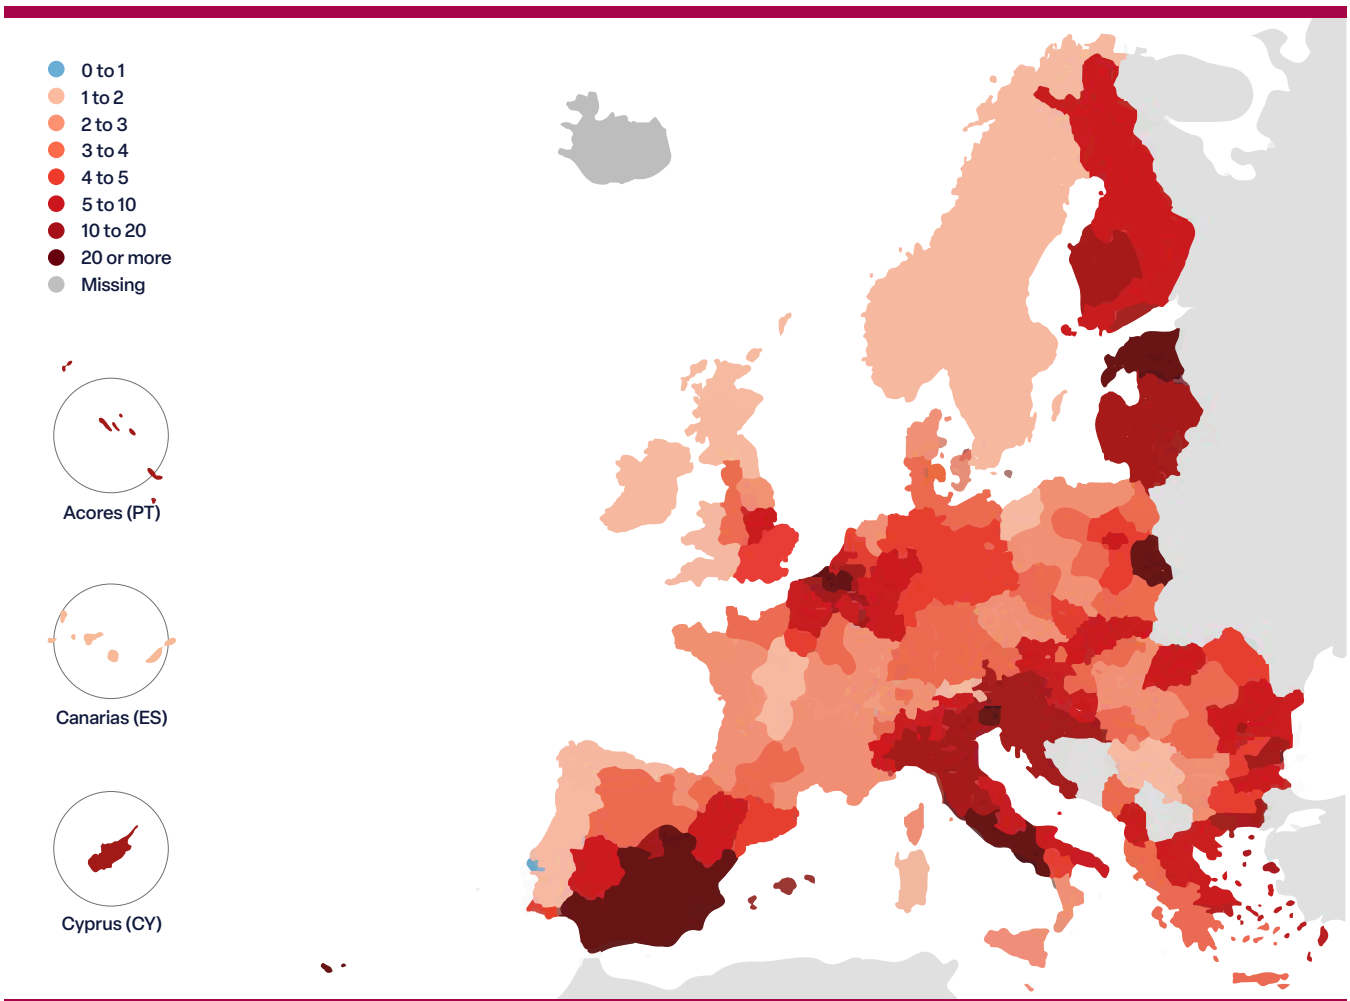 0 to 1
1 to 2
2 to 3
3 to 4
4 to 5
5 to 10
10 to 20
20 or more
Missing
Acores (PT)
Canarias (ES)
Cyprus (CY)